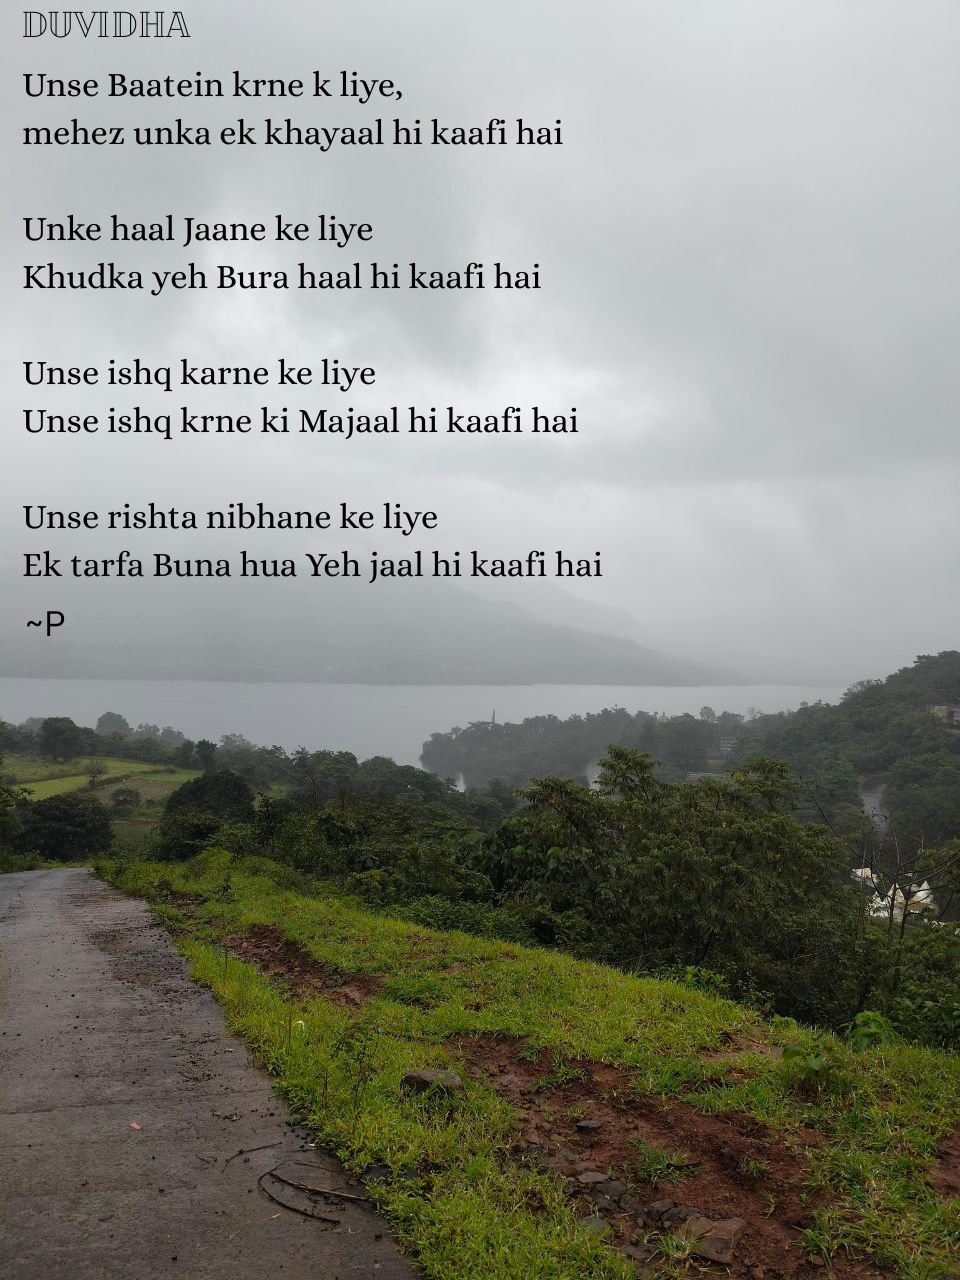 DUVIDHA
Unse Baatein krne k liye,
mehez unka ek khayaal hi kaafi hai
Unke haal Jaane ke liye
Khudka yeh Bura haal hi kaafi hai
Unse ishq karne ke liye
Unse ishq krne ki Majaal hi kaafi hai
Unse rishta nibhane ke liye
Ek tarfa Buna hua Yeh jaal hi kaafi hai
~P